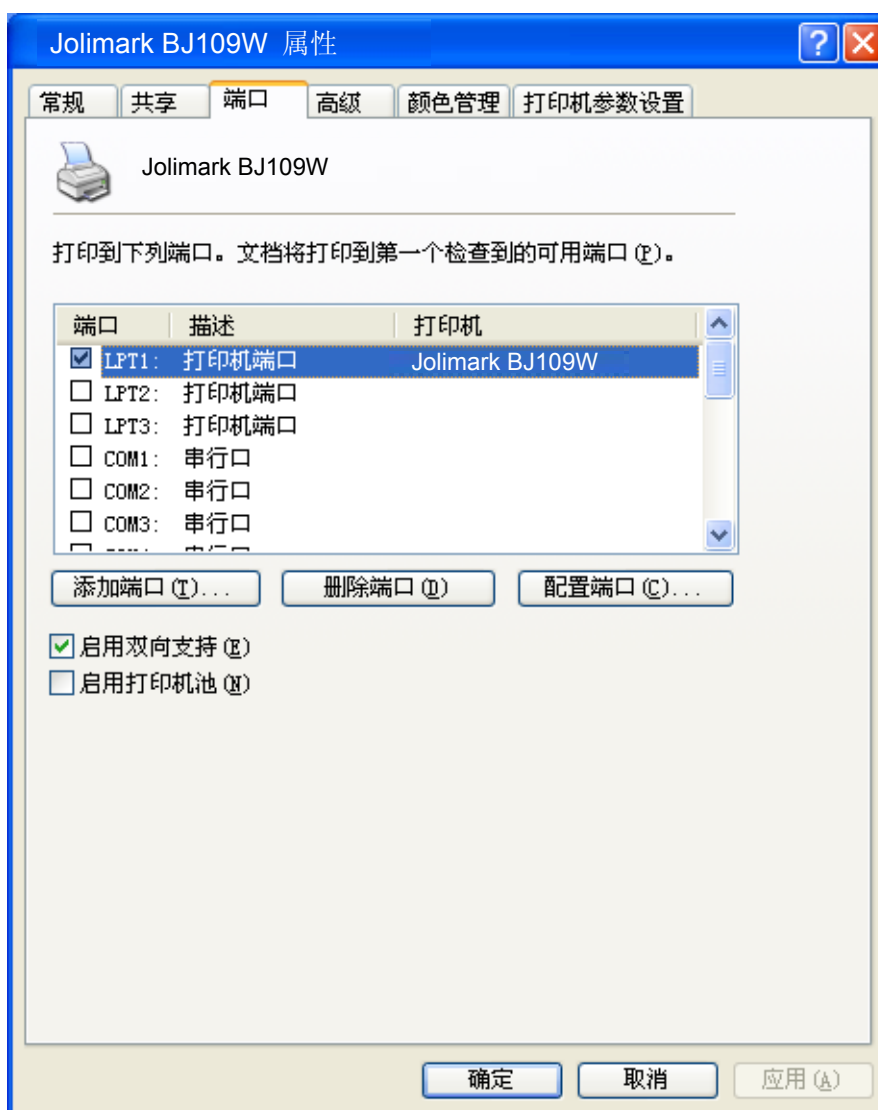 Jolimark BJ109W 属性
常规 共享 端口 高级 颜色管理 打印机参数设置
Jolimark BJ109W
打印到下列端口。文档将打印到第一个检查到的可用端口(P)。
端口 描述 打印机
LPT1: 打印机端口 Jolimark BJ109W
LPT2: 打印机端口
LPT3: 打印机端口
COM1: 串行口
COM2: 串行口
COM3: 串行口
添加端口(T)... 删除端口(D) 配置端口(C)...
启用双向支持(E)
启用打印机池(N)
确定 取消 应用(A)